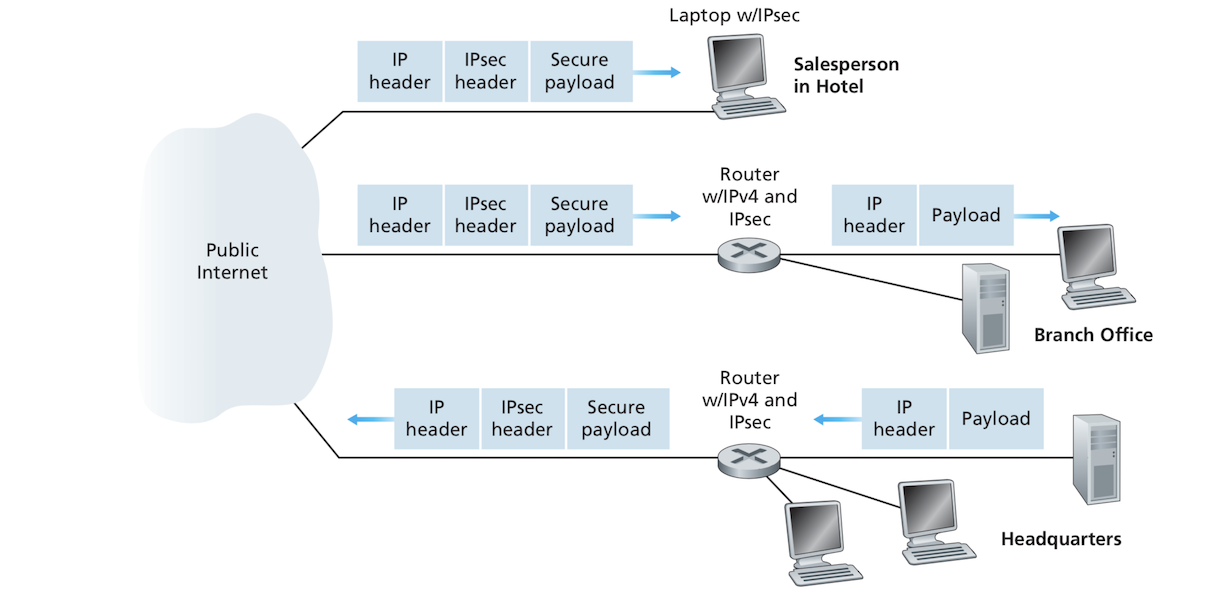 Laptop w/IPsec
IP
header
IPsec
header
Secure
payload
Salesperson
in Hotel
Public
Internet
IP
header
IPsec
header
Secure
payload
Router
w/IPv4 and
IPsec
IP
header
Payload
Branch Office
IP
header
IPsec
header
Secure
payload
Router
w/IPv4 and
IPsec
IP
header
Payload
Headquarters